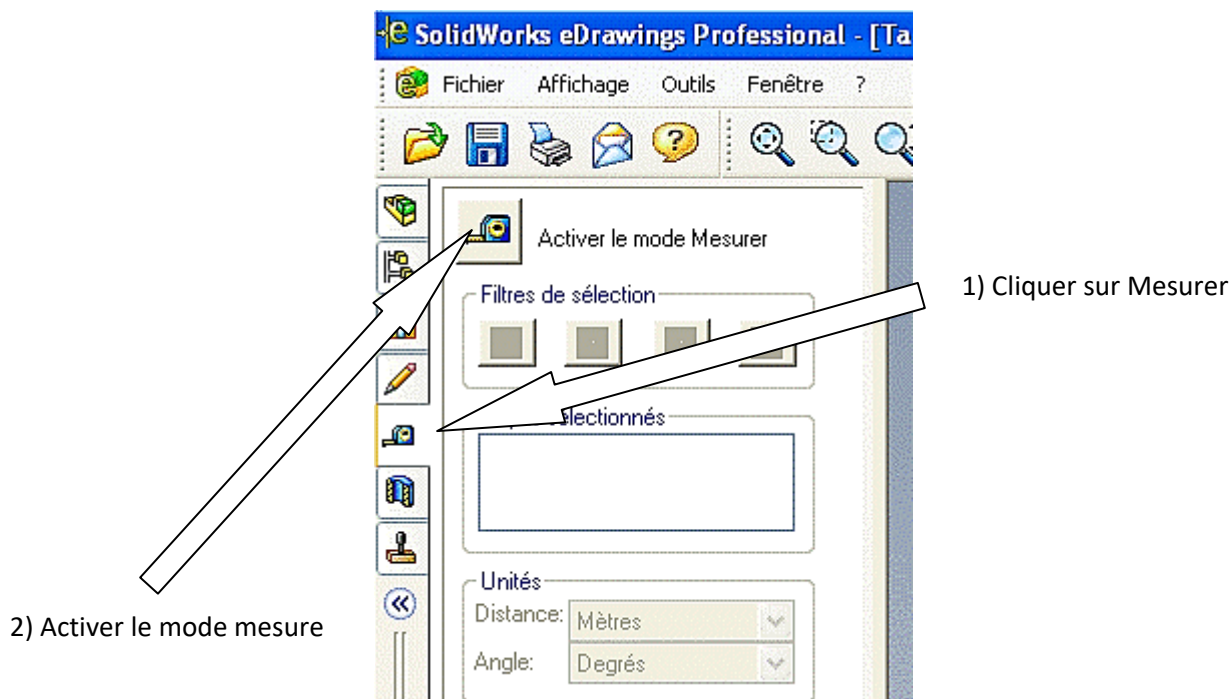 SolidWorks eDrawings Professional - [Ta
Fichier Affichage Outils Fenêtre ?
Activer le mode Mesurer
1) Cliquer sur Mesurer
Filtres de sélection
électionnés
Unités
Distance: Mètres
2) Activer le mode mesure
Angle: Degrés